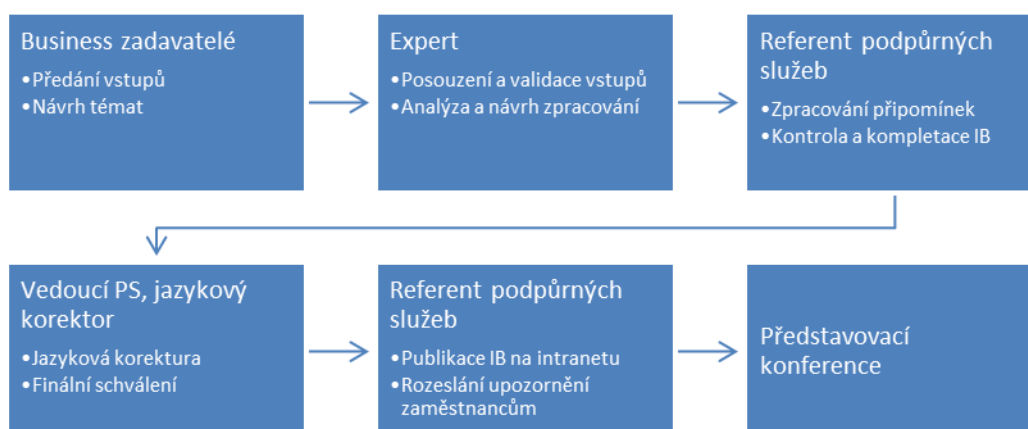 Business zadavatelé
•Předání vstupů
•Návrh témat
Expert
•Posouzení a validace vstupů
•Analýza a návrh zpracování
Referent podpůrných
služeb
•Zpracování připomínek
•Kontrola a kompletace IB
Vedoucí PS, jazykový
korektor
•Jazyková korektura
•Finální schválení
Referent podpůrných
služeb
•Publikace IB na intranetu
•Rozeslání upozornění
zaměstnancům
Představovací
konference